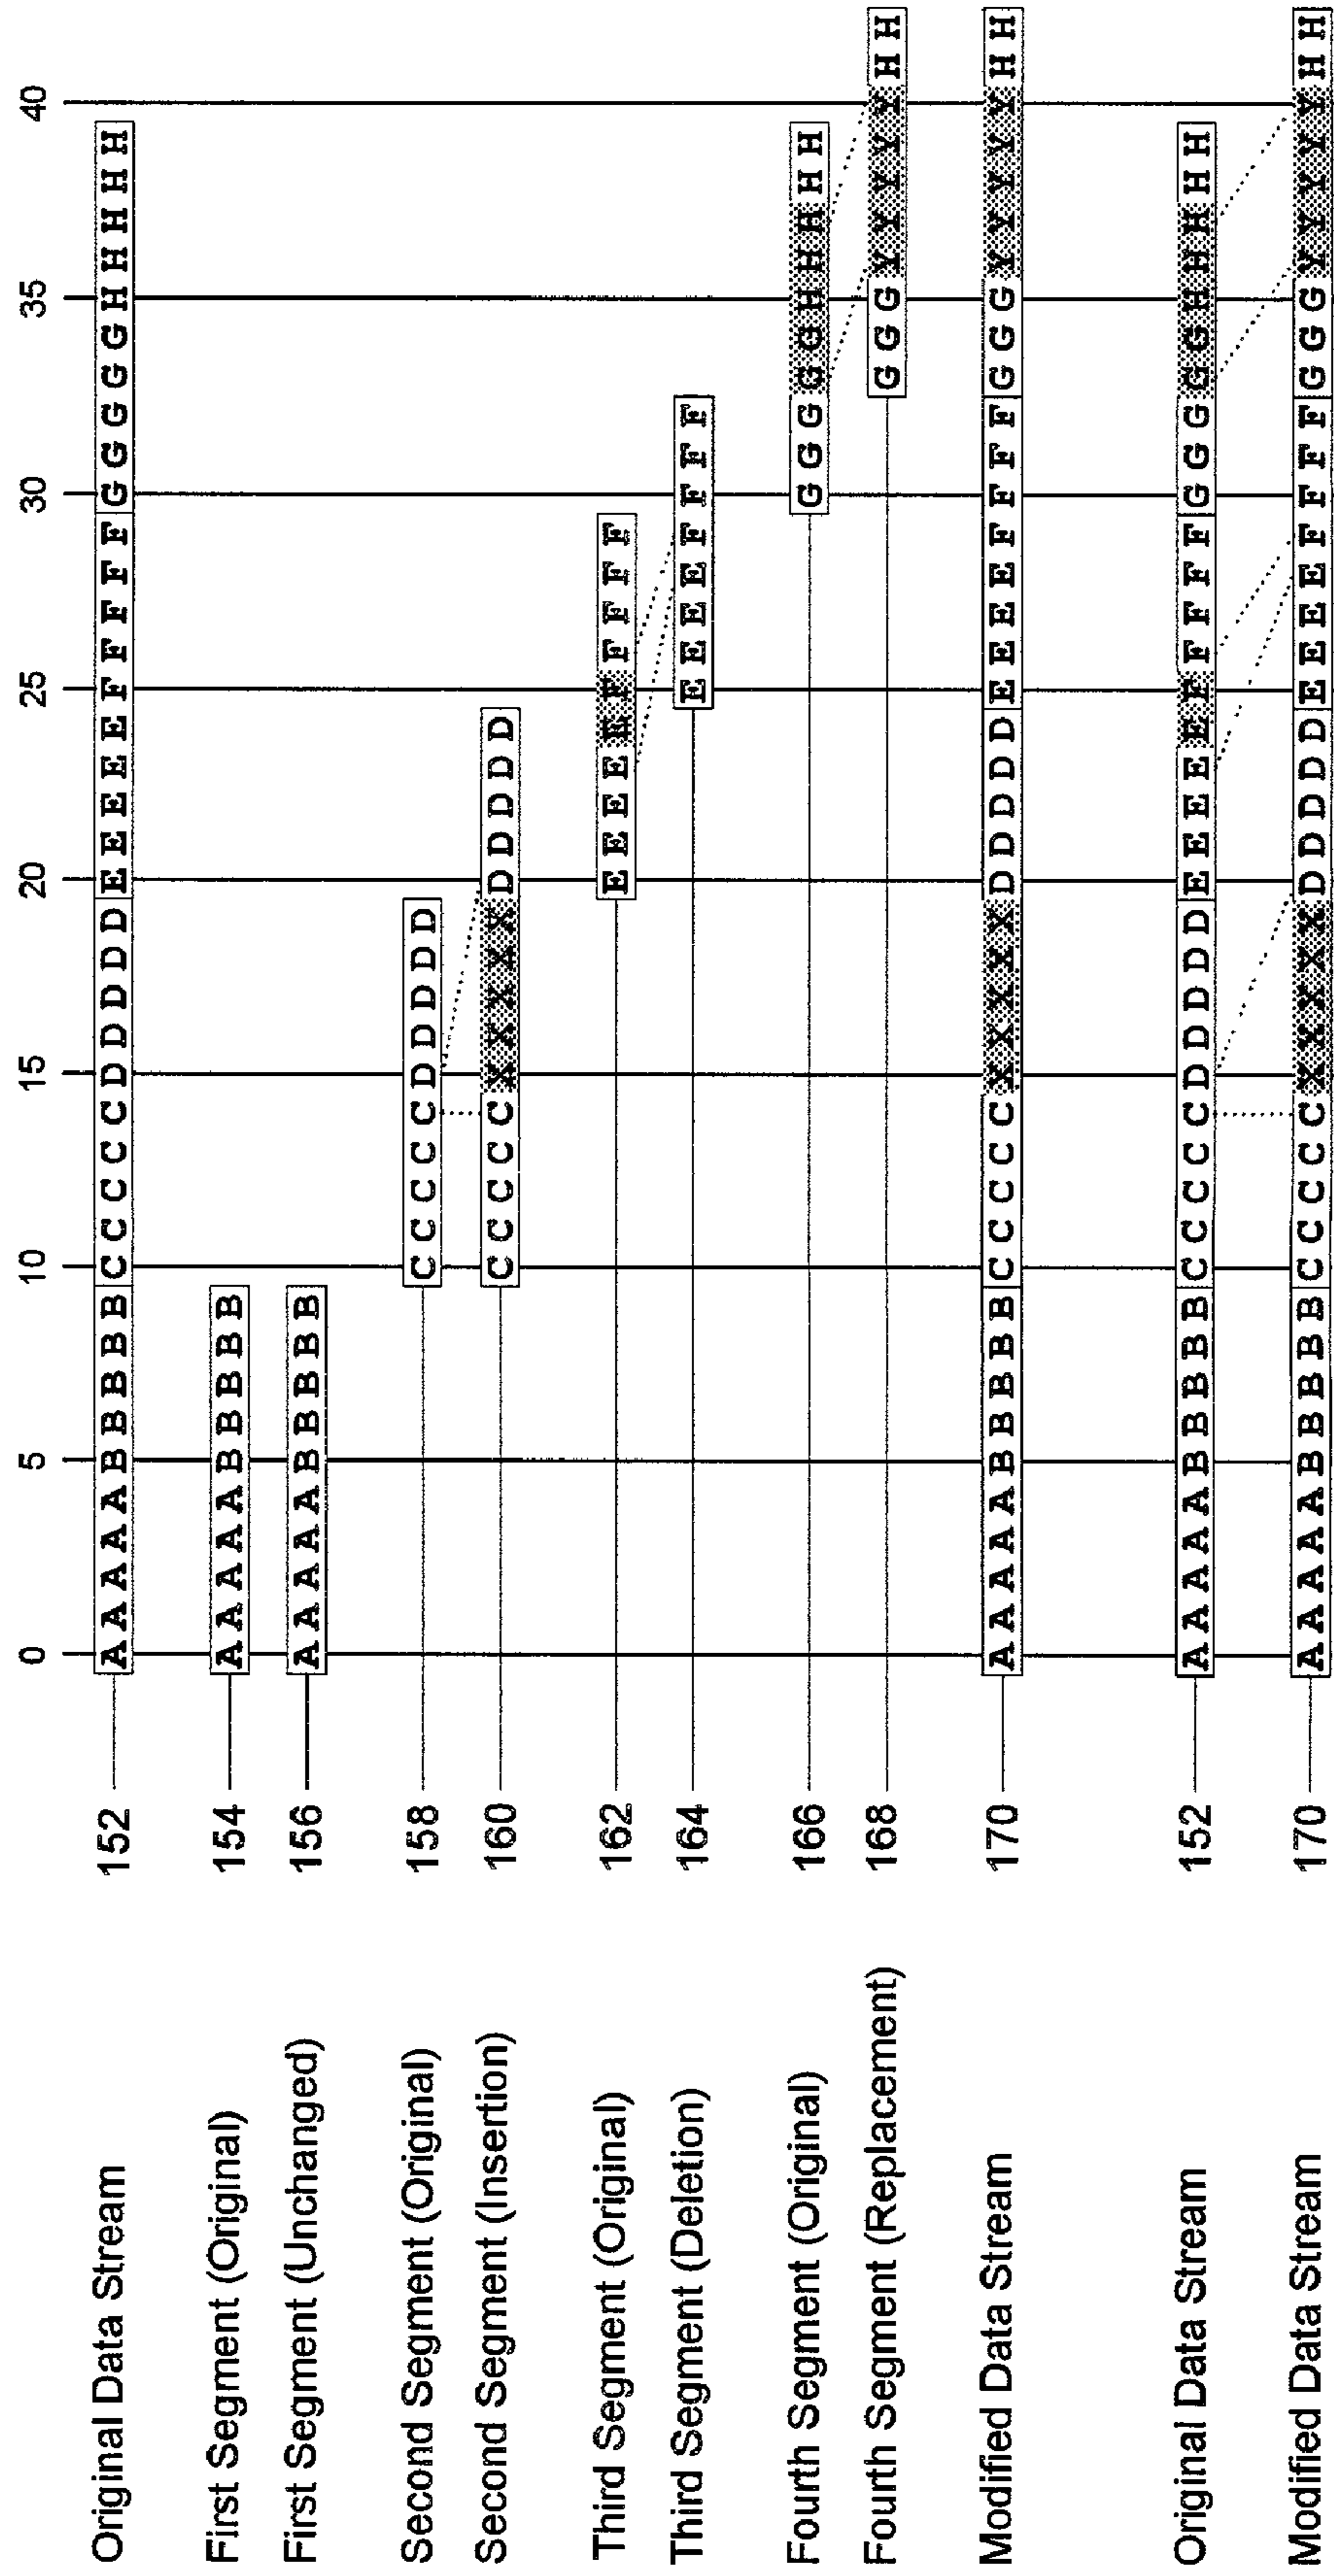 0 5 10 15 20 25 30 35 40
Original Data Stream 152 A A A A A B B B B B C C C C C D D D D D E E E E E F F F F F G G G G G H H H H H
First Segment (Original) 154 A A A A A B B B B B
First Segment (Unchanged) 156 A A A A A B B B B B
Second Segment (Original) 158 C C C C C D D D D D
Second Segment (Insertion) 160 C C C C C X X X X X D D D D D
Third Segment (Original) 162 E E E E E F F F F F
Third Segment (Deletion) 164 E E E E F F F F
Fourth Segment (Original) 166 G G G G G H H H H H
Fourth Segment (Replacement) 168 G G G Y Y Y Y Y H H
Modified Data Stream 170 A A A A A B B B B B C C C C C X X X X X D D D D D E E E E F F F F G G G Y Y Y Y Y H H
Original Data Stream 152 A A A A A B B B B B C C C C C D D D D D E E E E E F F F F F G G G G G H H H H H
Modified Data Stream 170 A A A A A B B B B B C C C C C X X X X X D D D D D E E E E F F F F G G G Y Y Y Y Y H H